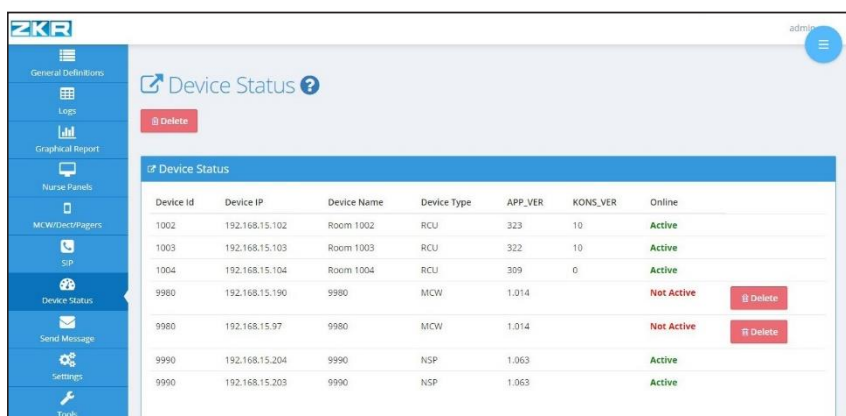 ZKR
admin
General Definitions
Logs
Graphical Report
Nurse Panels
MCW/Dect/Pagers
SIP
Device Status
Send Message
Settings
Tools
Device Status ?
Delete
Device Status
Device Id Device IP Device Name Device Type APP_VER KONS_VER Online
1002 192.168.15.102 Room 1002 RCU 323 10 Active
1003 192.168.15.103 Room 1003 RCU 322 10 Active
1004 192.168.15.104 Room 1004 RCU 309 0 Active
9980 192.168.15.190 9980 MCW 1.014 Not Active Delete
9980 192.168.15.97 9980 MCW 1.014 Not Active Delete
9990 192.168.15.204 9990 NSP 1.063 Active
9990 192.168.15.203 9990 NSP 1.063 Active